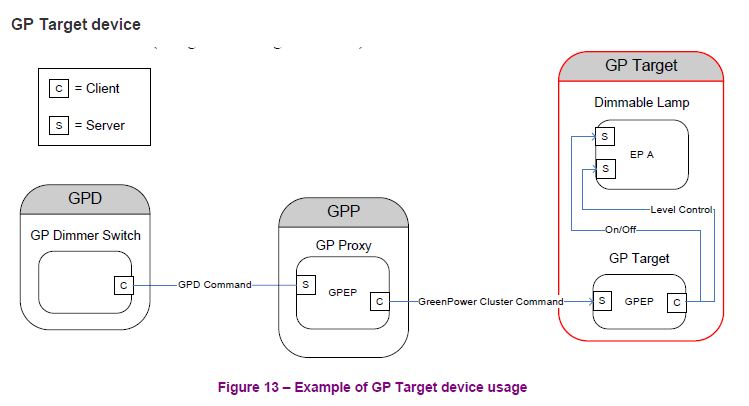 GP Target device
C = Client
S = Server
GPD
GP Dimmer Switch
C
GPD Command
GPP
GP Proxy
S
GPEP
C
GreenPower Cluster Command
GP Target
Dimmable Lamp
S
EP A
S
Level Control
On/Off
GP Target
S
GPEP
C
Figure 13 – Example of GP Target device usage